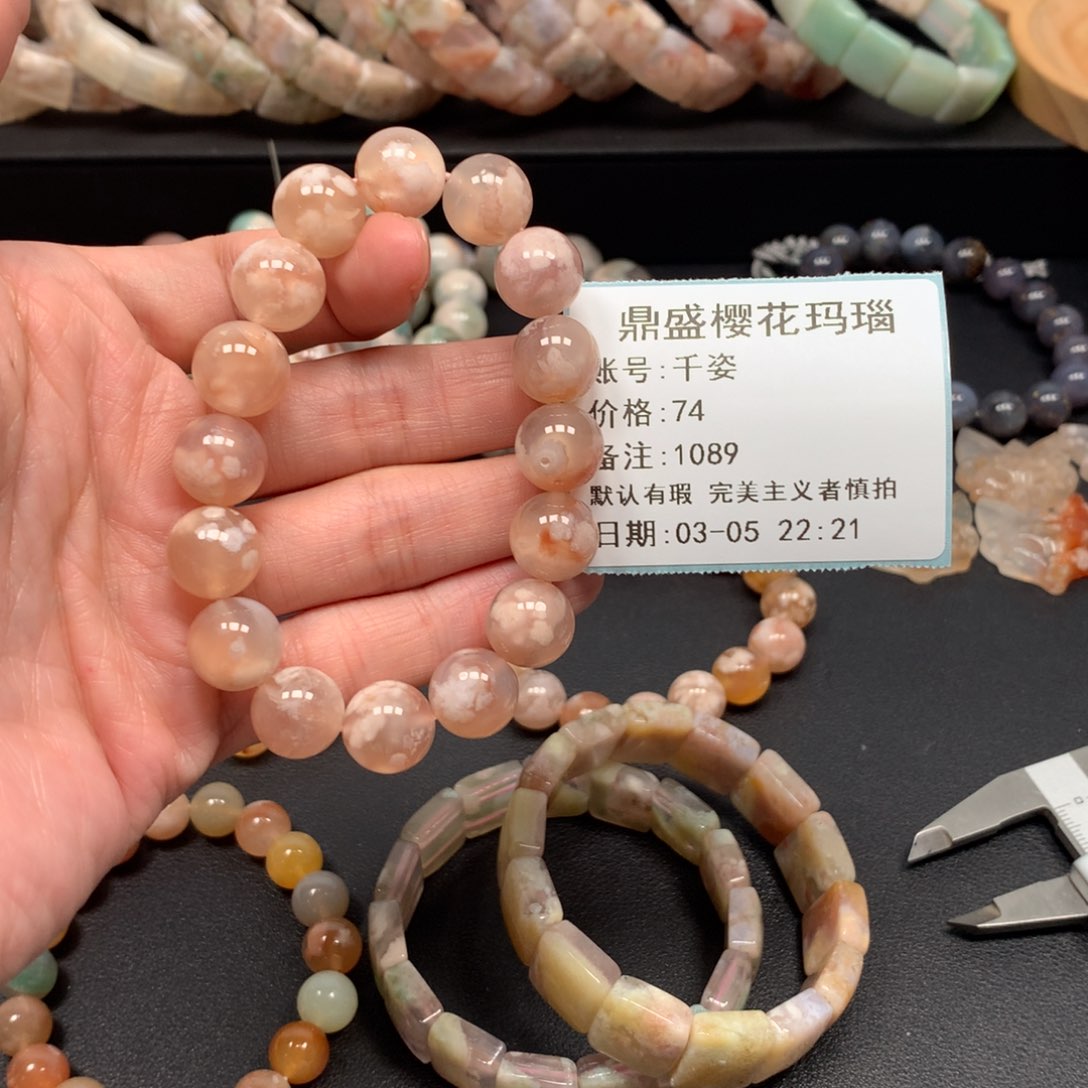 鼎盛樱花玛瑙
账号:千姿
价格:74
备注:1089
默认有瑕 完美主义者慎拍
日期:03-05 22:21